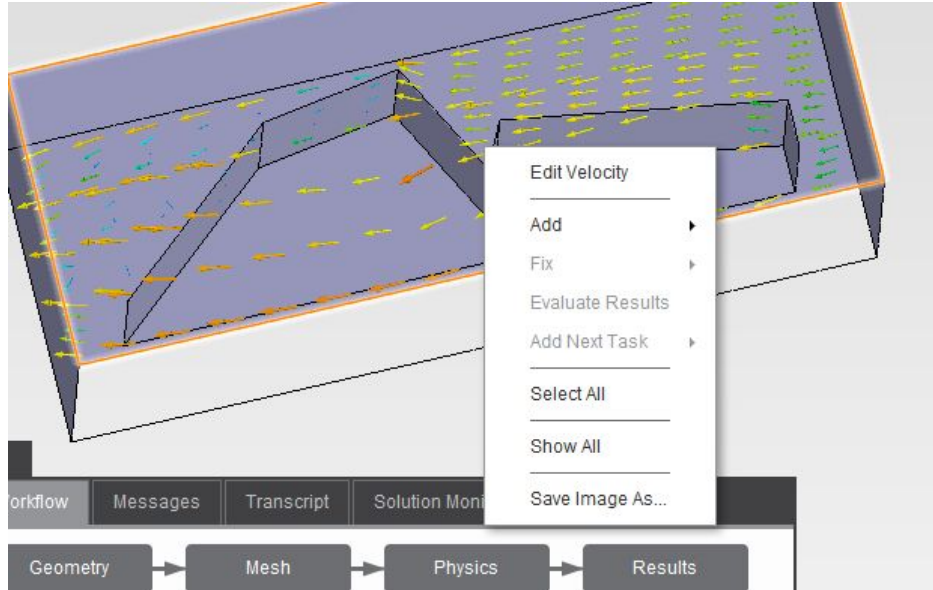 Edit Velocity
Add
Fix
Evaluate Results
Add Next Task
Select All
Show All
Save Image As...
orkflow
Messages
Transcript
Solution Moni
Geometry
Mesh
Physics
Results